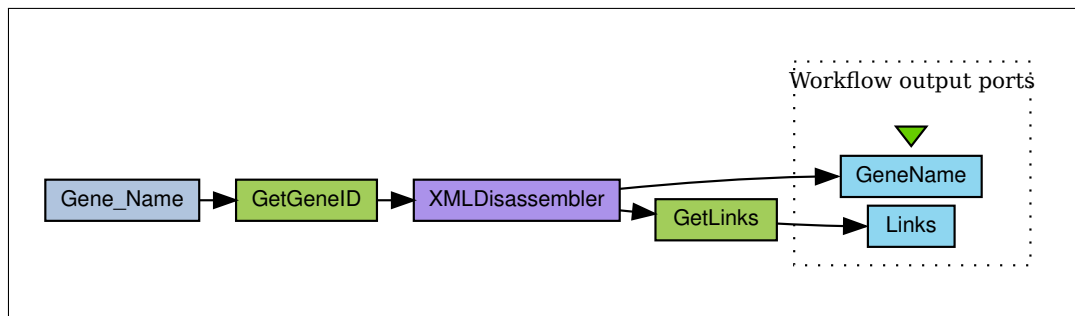 Workflow output ports
Gene_Name
GetGeneID
XMLDisassembler
GeneName
GetLinks
Links